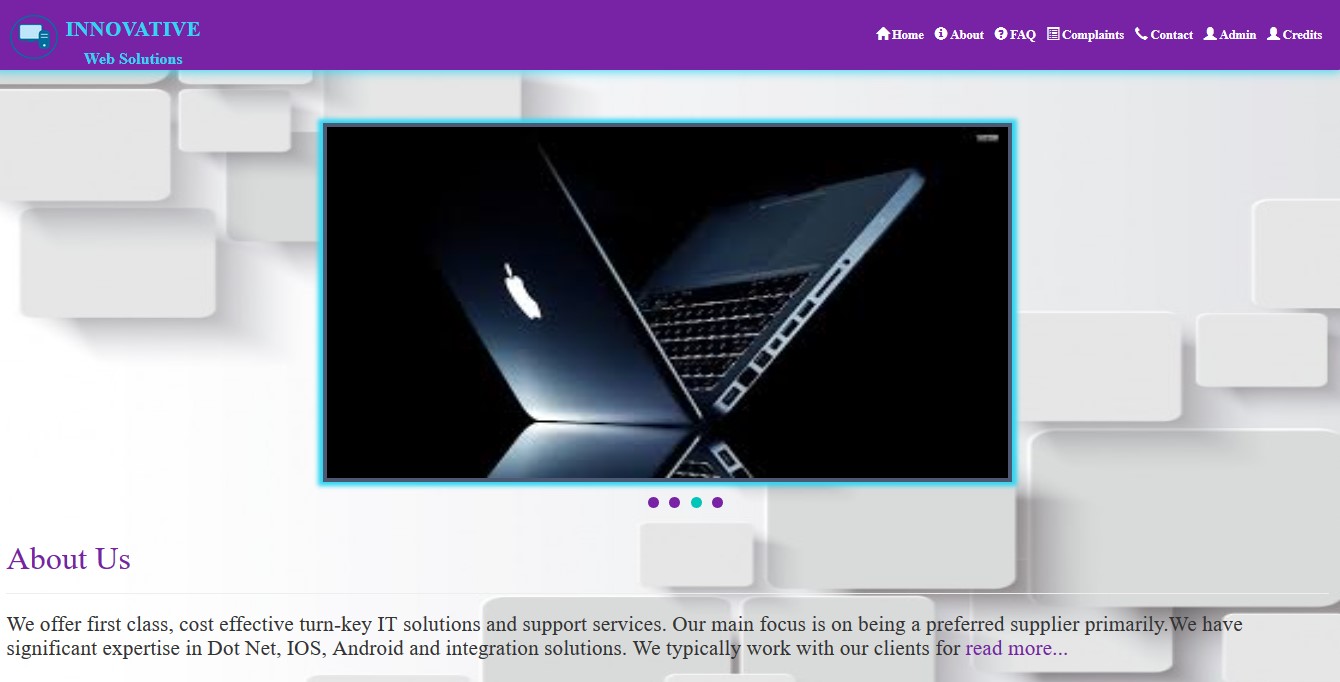 INNOVATIVE
Web Solutions
Home About FAQ Complaints Contact Admin Credits
About Us
We offer first class, cost effective turn-key IT solutions and support services. Our main focus is on being a preferred supplier primarily.We have
significant expertise in Dot Net, IOS, Android and integration solutions. We typically work with our clients for read more...